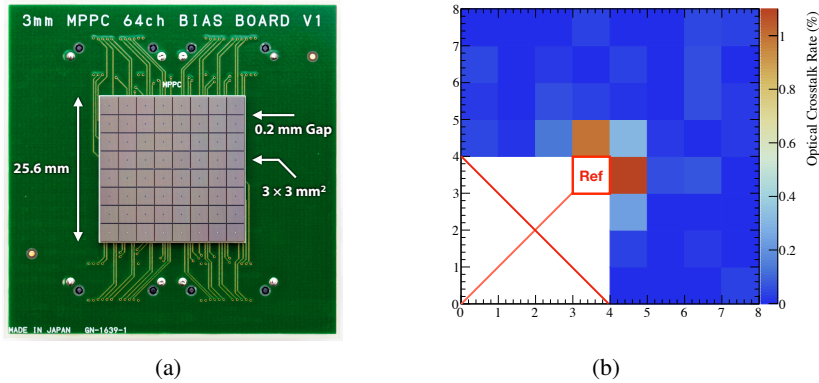 3mm MPPC 64ch BIAS BOARD V1
MPPC
0.2 mm Gap
25.6 mm
3 × 3 mm²
MADE IN JAPAN GN-1639-1
(a)
8
7
6
5
4
3
2
1
0
0 1 2 3 4 5 6 7 8
Ref
1
0.8
0.6
0.4
0.2
0
Optical Crosstalk Rate (%)
(b)